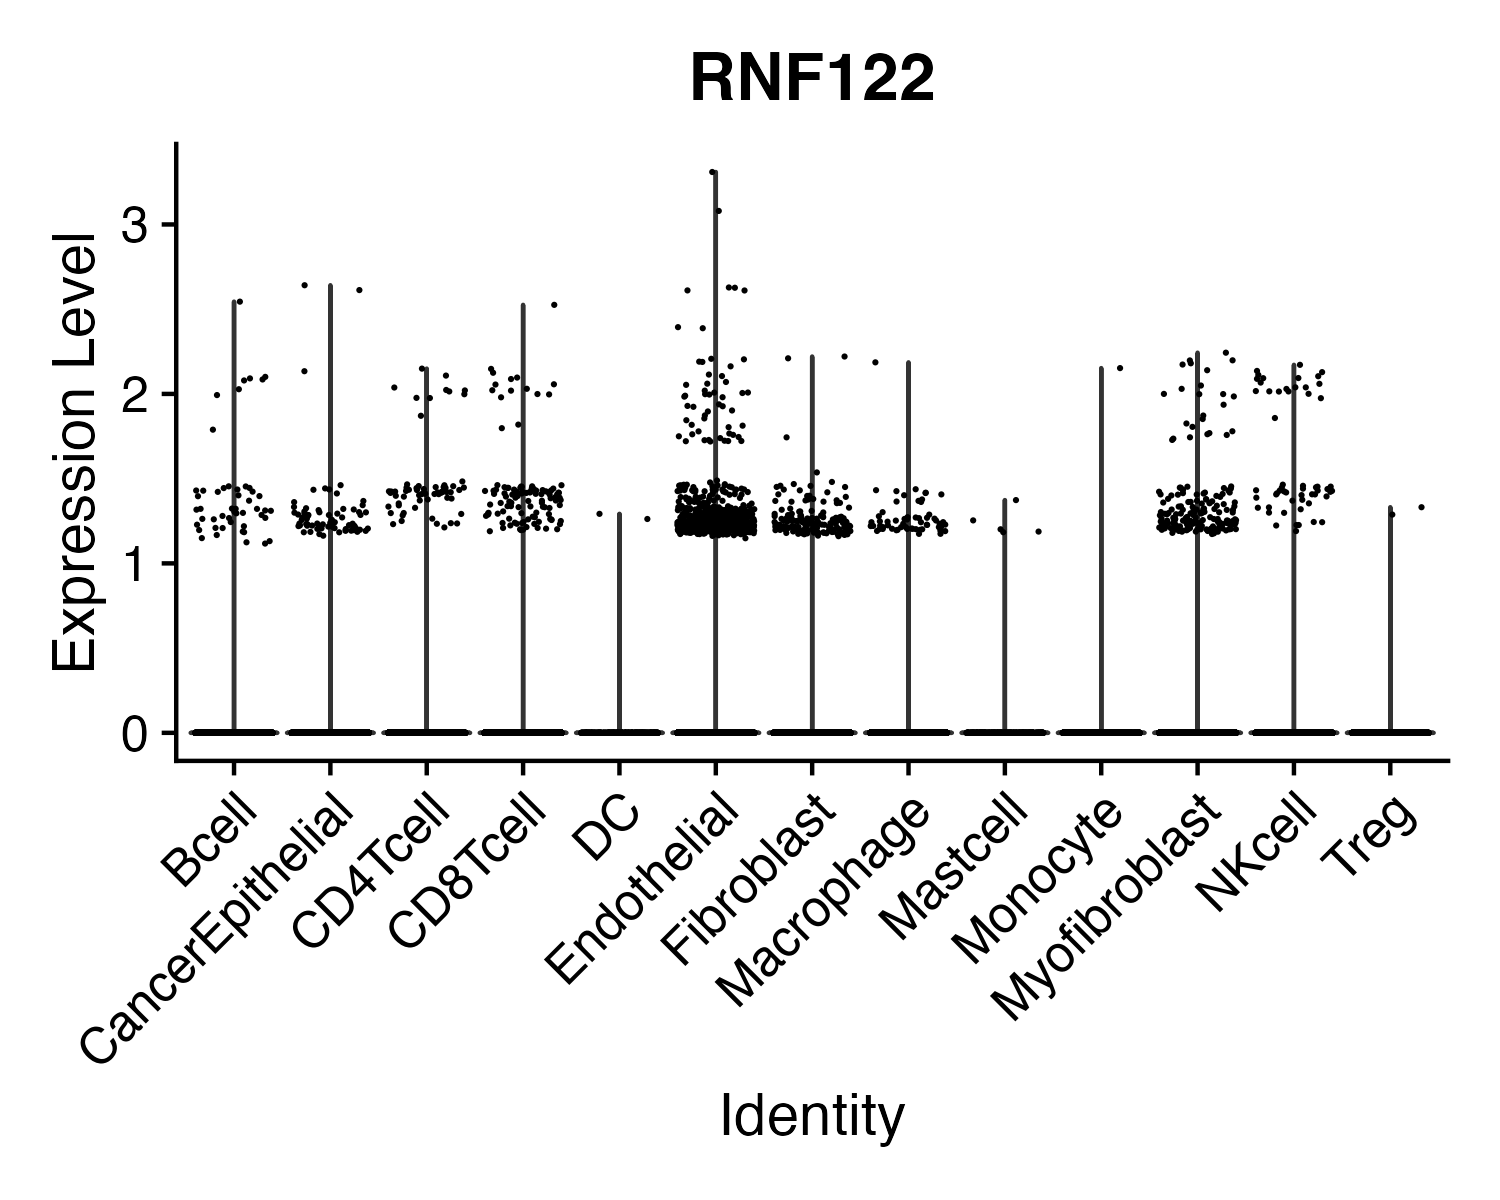 RNF122
Expression Level
3
2
1
0
Bcell
CancerEpithelial
CD4Tcell
CD8Tcell
DC
Endothelial
Fibroblast
Macrophage
Mastcell
Monocyte
Myofibroblast
NKcell
Treg
Identity